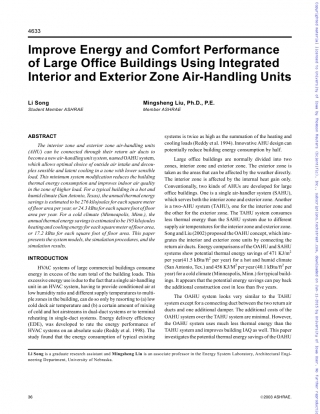 4633
Improve Energy and Comfort Performance
of Large Office Buildings Using Integrated
Interior and Exterior Zone Air-Handling Units
Li Song
Student Member ASHRAE
Mingsheng Liu, Ph.D., P.E.
Member ASHRAE
ABSTRACT
The interior and exterior zone air-handling units
(AHU) can be connected through their return air ducts to
become a new air-handling unit system, named OAHU system,
which allows optimal choice of outside air intake and decom-
ples sensible and latent cooling in a zone with lower sensible
load. This minimum system modification reduces the building
thermal energy consumption and improves indoor air quality
in the zone of higher load. For a typical building in a hot and
humid climate (San Antonio, Texas), the annual thermal energy
savings is estimated to be 276 kilojoules for each square meter
of floor area per year, or 24.3 kBtu for each square foot of floor
area per year. For a cold climate (Minneapolis, Minn.), the
annual thermal energy savings is estimated to be 195 kilojoules
heating and cooling energy for each square meter of floor area,
or 17.2 kBtu for each square foot of floor area. This paper
presents the system models, the simulation procedures, and the
simulation results.
INTRODUCTION
HVAC systems of large commercial buildings consume
energy in excess of the sum total of the building loads. This
excessive energy use is due to the fact that a single air-handling
unit in an HVAC system, having to provide conditioned air at
low humidity ratio and different supply temperatures to multi-
ple zones in the building, can do so only by resorting to (a) low
cold deck air temperature and (b) a certain amount of mixing
of cold and hot airstreams in dual-duct systems or in terminal
reheating in single-duct systems. Energy delivery efficiency
(EDE), was developed to rate the energy performance of
HVAC systems on an absolute scale (Reddy et al. 1998). The
study found that the energy consumption of typical existing
systems is twice as high as the summation of the heating and
cooling loads (Reddy et al. 1994). Innovative AHU design can
potentially reduce building energy consumption by half.
Large office buildings are normally divided into two
zones, interior zone and exterior zone. The exterior zone is
taken as the areas that can be affected by the weather directly.
The interior zone is affected by the internal heat gain only.
Conventionally, two kinds of AHUs are developed for large
office buildings. One is a single air-handler system (SAHU),
which serves both the interior zone and exterior zone. Another
is a two-AHU system (TAHU), one for the interior zone and
the other for the exterior zone. The TAHU system consumes
less thermal energy than the SAHU system due to different
supply air temperatures for the interior zone and exterior zone.
Song and Liu (2002) proposed the OAHU concept, which inte-
grates the interior and exterior zone units by connecting the
return air ducts. Energy comparisons of the OAHU and SAHU
systems show potential thermal energy savings of 471 KJ/m²
per year (41.5 kBtu/ft² per year) for a hot and humid climate
(San Antonio, Tex.) and 458 KJ/M² per year (40.3 kBtu/ft² per
year) for a cold climate (Minneapolis, Minn.) for typical build-
ings. It appears that the potential energy savings can pay back
the additional construction cost in less than five years.
The OAHU system looks very similar to the TAHU
system except for a connecting duct between the two return air
ducts and one additional damper. The additional costs of the
OAHU system over the TAHU system are minimal. However,
the OAHU system uses much less thermal energy than the
TAHU system and improves building IAQ as well. This paper
investigates the potential thermal energy savings of the OAHU
Li Song is a graduate research assistant and Mingsheng Liu is an associate professor in the Energy System Laboratory, Architectural Engi-
neering Department, University of Nebraska.
36
©2003 ASHRAE